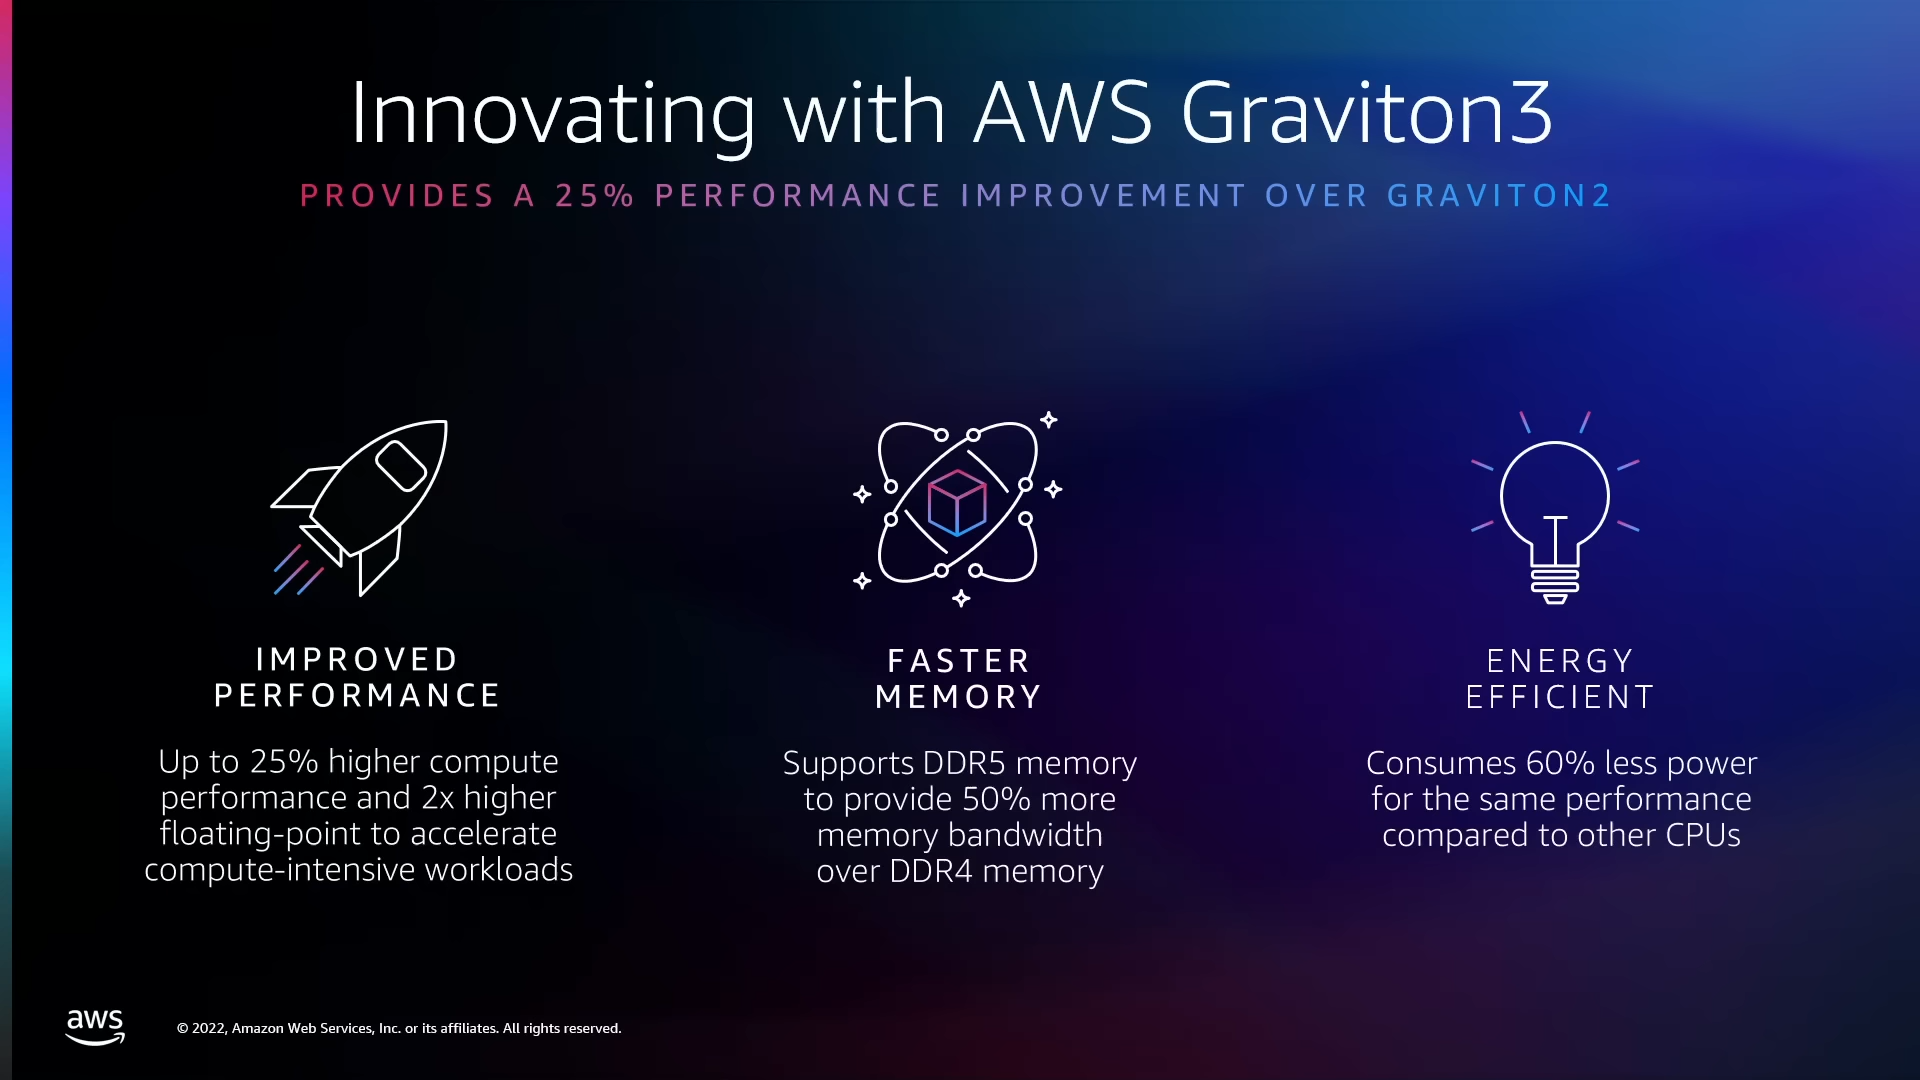 Innovating with AWS Graviton3
PROVIDES A 25% PERFORMANCE IMPROVEMENT OVER GRAVITON2
IMPROVED
PERFORMANCE
Up to 25% higher compute
performance and 2x higher
floating-point to accelerate
compute-intensive workloads
FASTER
MEMORY
Supports DDR5 memory
to provide 50% more
memory bandwidth
over DDR4 memory
ENERGY
EFFICIENT
Consumes 60% less power
for the same performance
compared to other CPUs
aws
© 2022, Amazon Web Services, Inc. or its affiliates. All rights reserved.